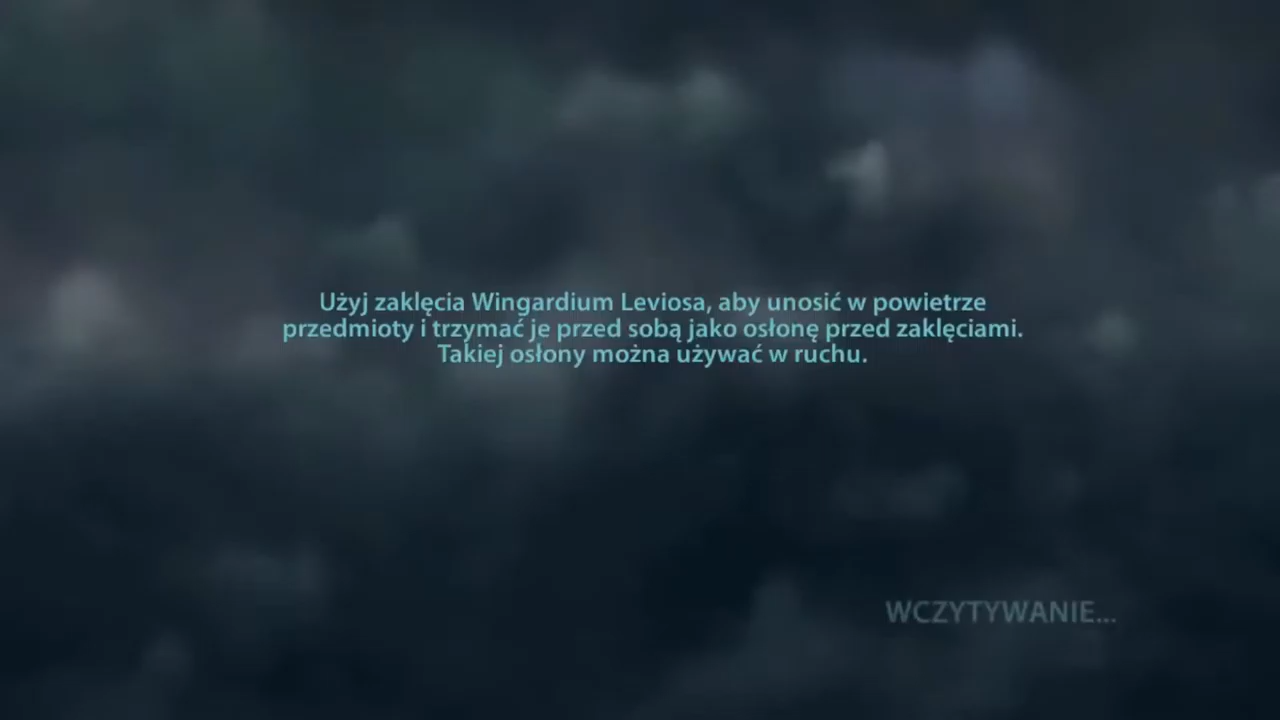 Użyj zaklęcia Wingardium Leviosa, aby unosić w powietrze
przedmioty i trzymać je przed sobą jako osłonę przed zaklęciami.
Takiej osłony można używać w ruchu.
WCZYTYWANIE...